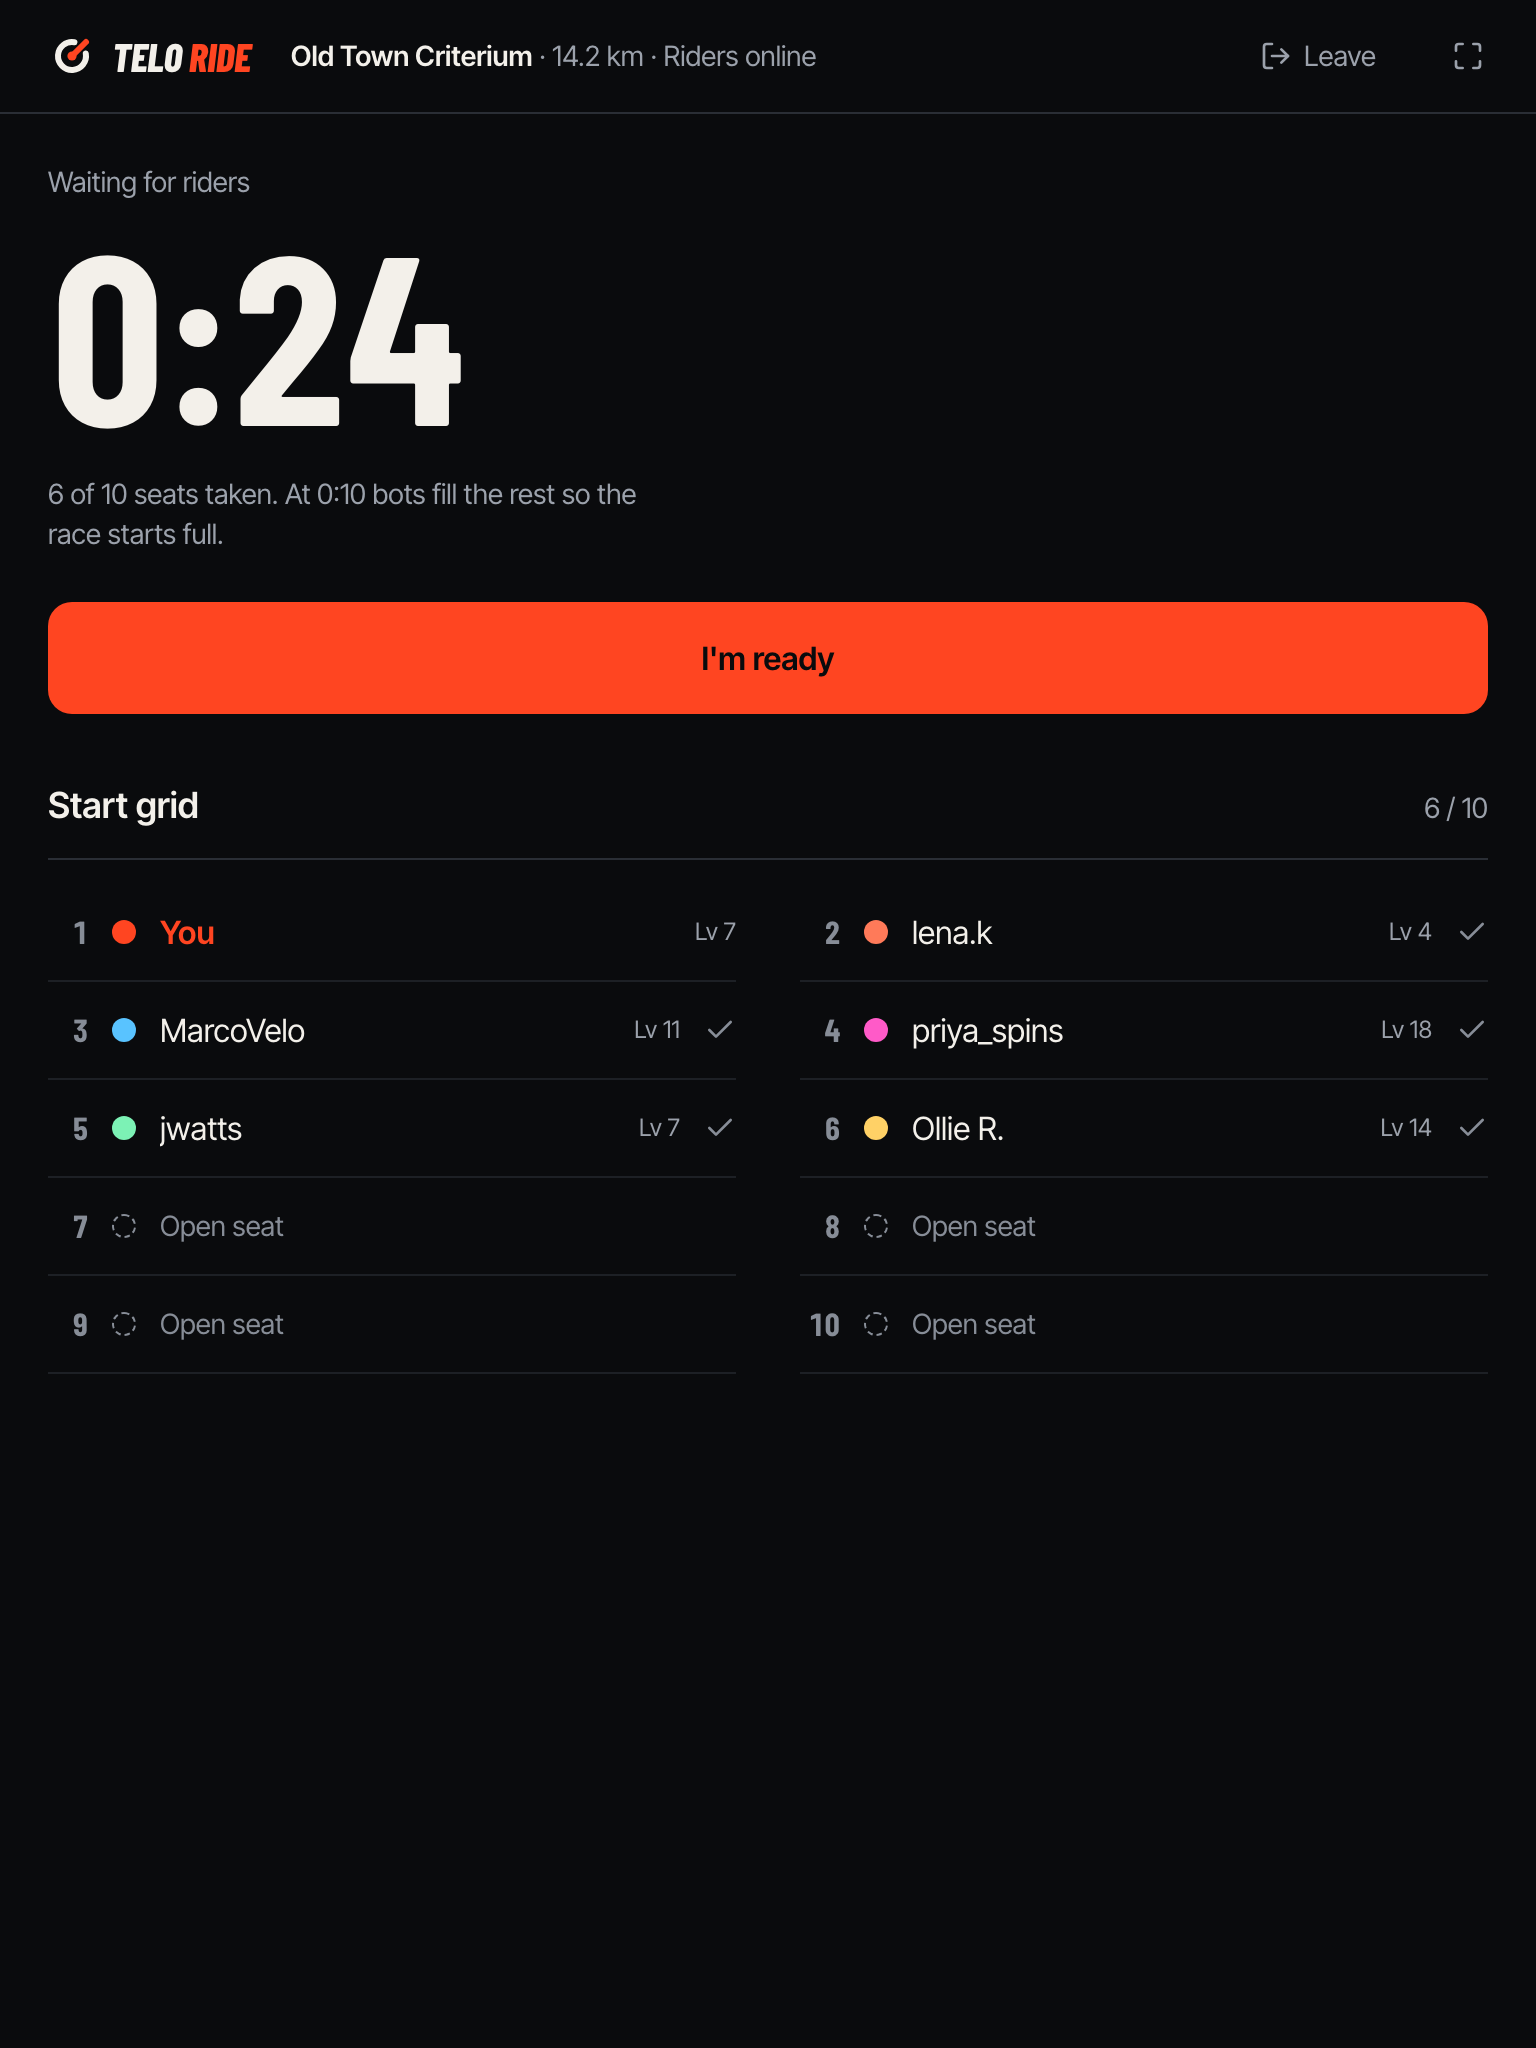 TELO RIDE
Old Town Criterium · 14.2 km · Riders online
Leave
Waiting for riders
0:24
6 of 10 seats taken. At 0:10 bots fill the rest so the
race starts full.
I'm ready
Start grid
6 / 10
1 You Lv 7
2 lena.k Lv 4
3 MarcoVelo Lv 11
4 priya_spins Lv 18
5 jwatts Lv 7
6 Ollie R. Lv 14
7 Open seat
8 Open seat
9 Open seat
10 Open seat